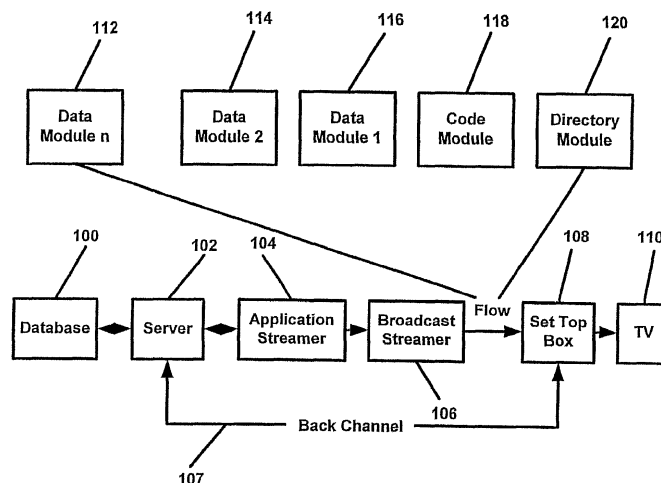 112 114 116 118 120
Data Module n
Data Module 2
Data Module 1
Code Module
Directory Module
100 102 104 108 110
Flow
Database
Server
Application Streamer
Broadcast Streamer
Set Top Box
TV
106
Back Channel
107